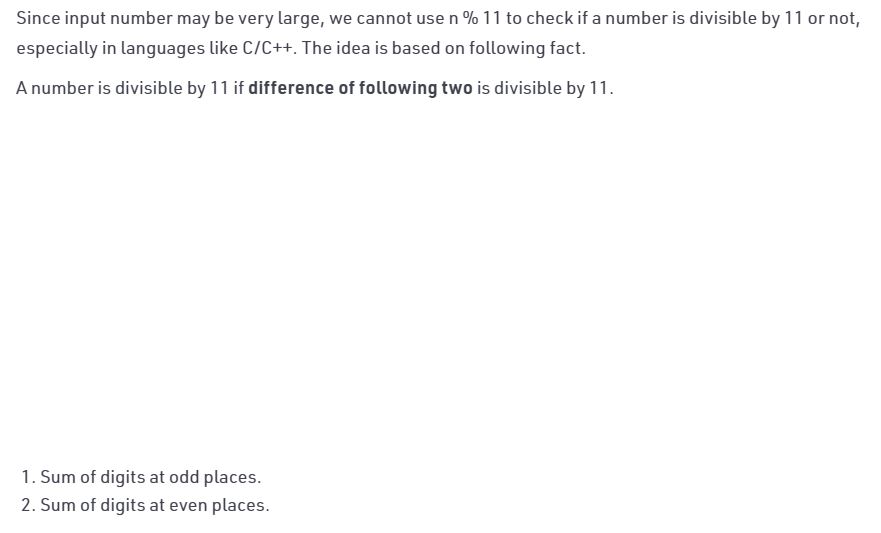 Since input number may be very large, we cannot use n % 11 to check if a number is divisible by 11 or not,
especially in languages like C/C++. The idea is based on following fact.
A number is divisible by 11 if difference of following two is divisible by 11.
1. Sum of digits at odd places.
2. Sum of digits at even places.